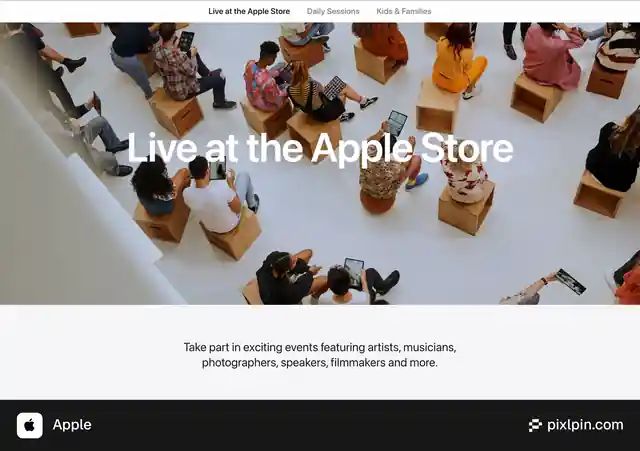 Live at the Apple Store Daily Sessions Kids & Families
Live at the Apple Store
Take part in exciting events featuring artists, musicians,
photographers, speakers, filmmakers and more.
Apple pixlpin.com